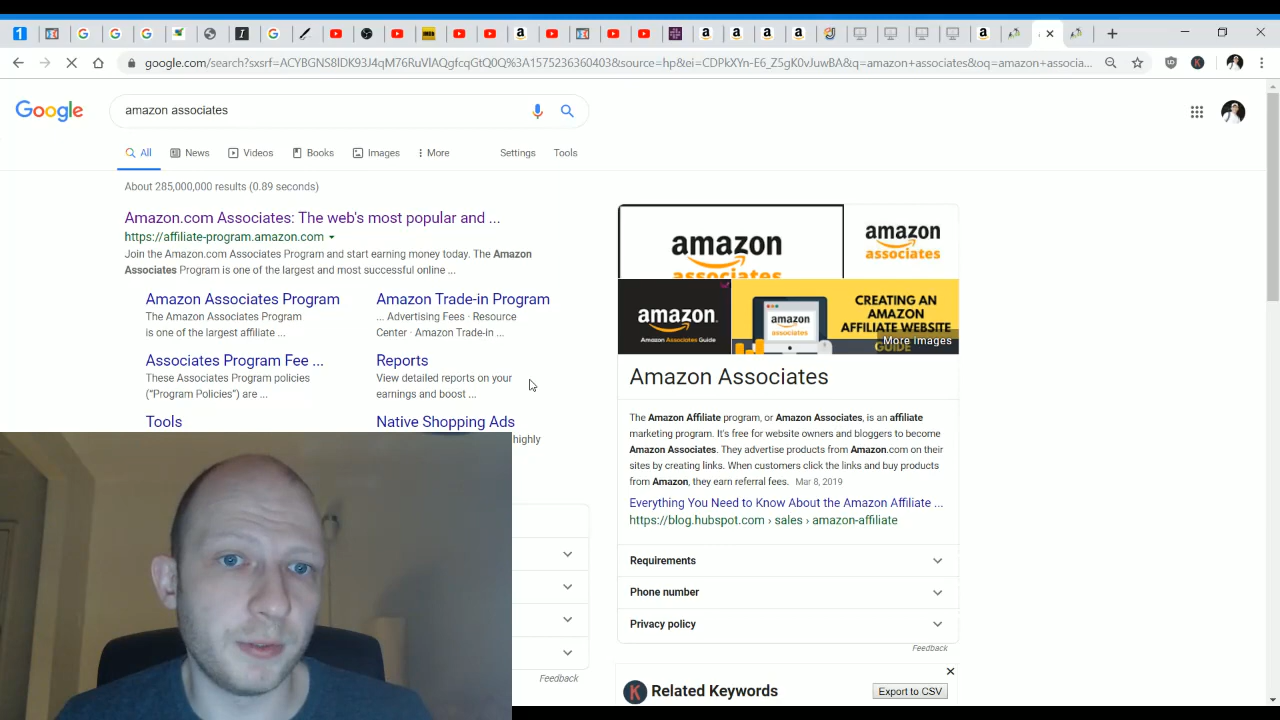 google.com/search?sxsrf=ACYBGNS8IDK93J4qM76RuVIAQgfcqGtQ0Q%3A1575236360403&source=hp&ei=CDPkXYn-E6_Z5gK0vJuwBA&q=amazon+associates&oq=amazon+associa...
Google
amazon associates
All
News
Videos
Books
Images
More
Settings
Tools
About 285,000,000 results (0.89 seconds)
Amazon.com Associates: The web's most popular and ...
https://affiliate-program.amazon.com
Join the Amazon.com Associates Program and start earning money today. The Amazon
Associates Program is one of the largest and most successful online ...
Amazon Associates Program
The Amazon Associates Program
is one of the largest affiliate ...
Amazon Trade-in Program
... Advertising Fees · Resource
Center · Amazon Trade-in ...
Associates Program Fee ...
These Associates Program policies
("Program Policies") are ...
Reports
View detailed reports on your
earnings and boost ...
Tools
Native Shopping Ads
highly
Feedback
amazon
associates
amazon
associates
amazon
Amazon Associates Guide
amazon
associates
CREATING AN
AMAZON
AFFILIATE WEBSITE
GUIDE
More images
Amazon Associates
The Amazon Affiliate program, or Amazon Associates, is an affiliate
marketing program. It's free for website owners and bloggers to become
Amazon Associates. They advertise products from Amazon.com on their
sites by creating links. When customers click the links and buy products
from Amazon, they earn referral fees. Mar 8, 2019
Everything You Need to Know About the Amazon Affiliate ...
https://blog.hubspot.com › sales › amazon-affiliate
Requirements
Phone number
Privacy policy
Feedback
K
Related Keywords
Export to CSV